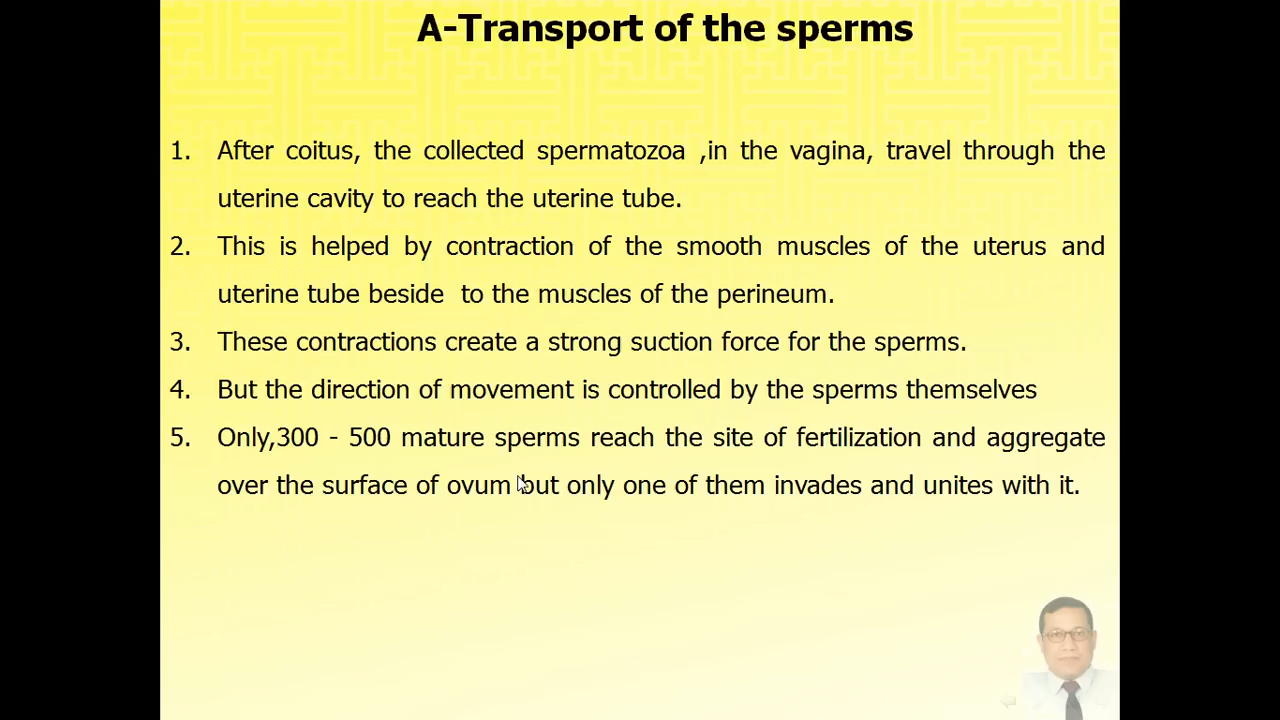 A-Transport of the sperms
1. After coitus, the collected spermatozoa ,in the vagina, travel through the
uterine cavity to reach the uterine tube.
2. This is helped by contraction of the smooth muscles of the uterus and
uterine tube beside  to the muscles of the perineum.
3. These contractions create a strong suction force for the sperms.
4. But the direction of movement is controlled by the sperms themselves
5. Only,300 - 500 mature sperms reach the site of fertilization and aggregate
over the surface of ovum but only one of them invades and unites with it.